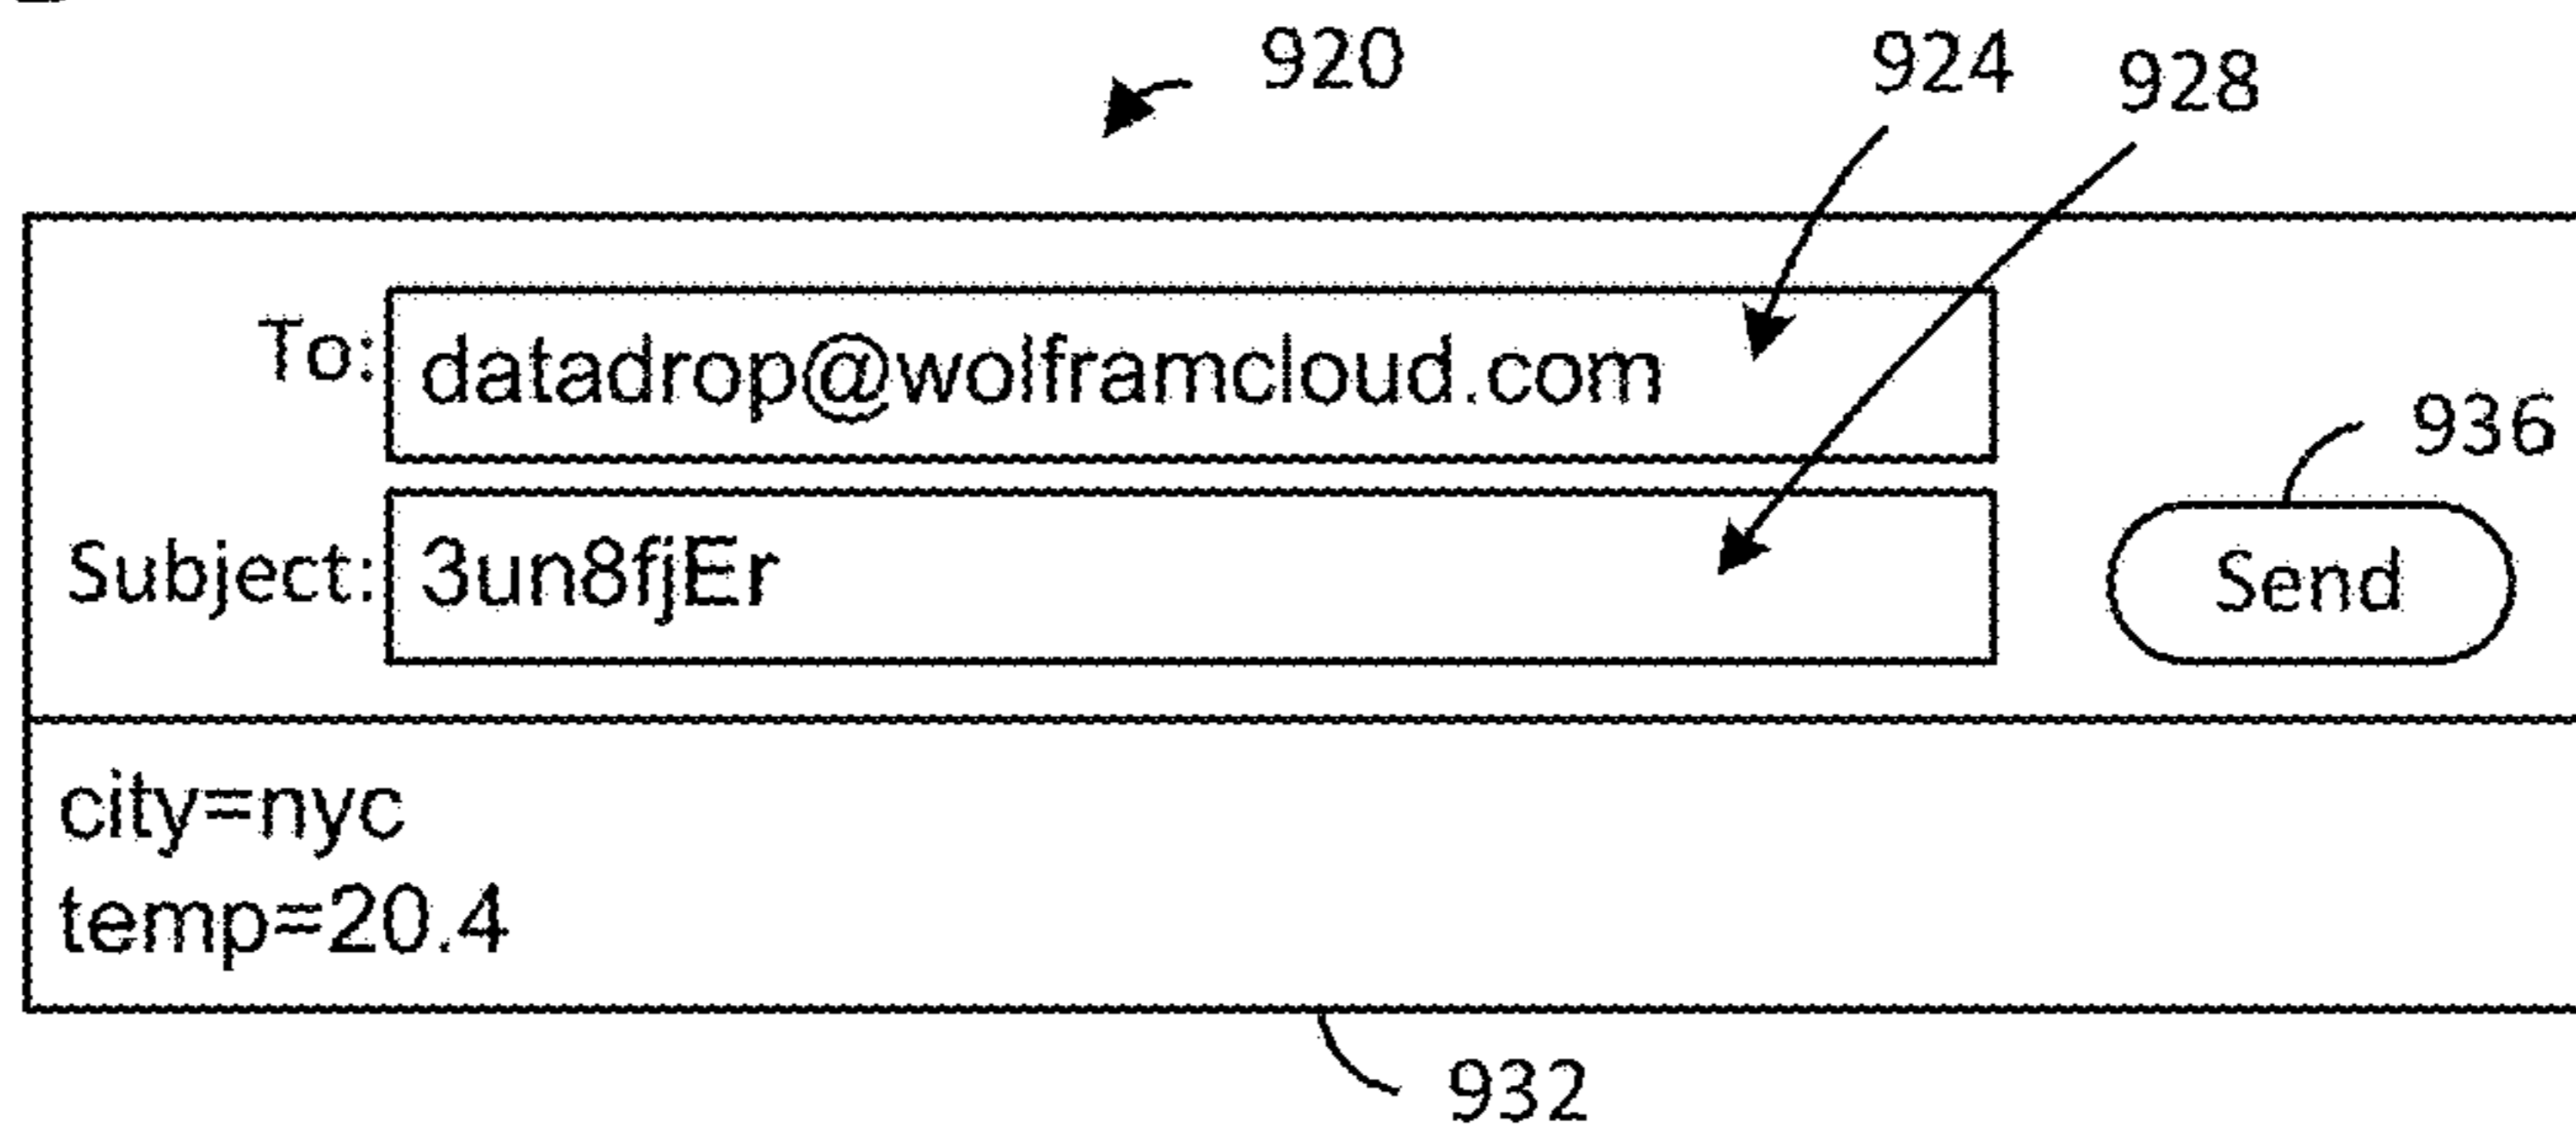 920
924
928
To: datadrop@wolframcloud.com
936
Subject: 3un8fjEr
Send
city=nyc
temp=20.4
932